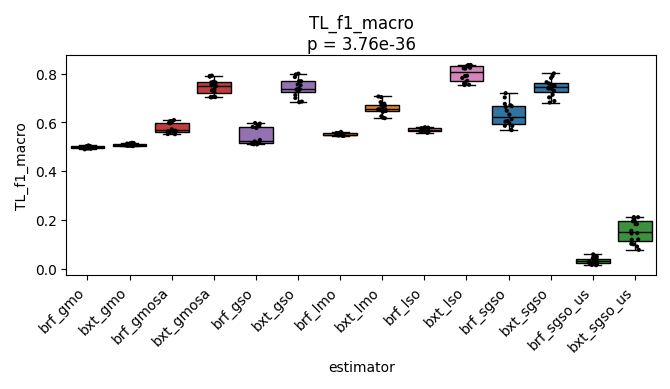 TL_f1_macro
p = 3.76e-36
TL_f1_macro
0.8
0.6
0.4
0.2
0.0
brf_gmo
bxt_gmo
brf_gmosa
bxt_gmosa
brf_gso
bxt_gso
brf_lmo
bxt_lmo
brf_lso
bxt_lso
brf_sgso
bxt_sgso
brf_sgso_us
bxt_sgso_us
estimator